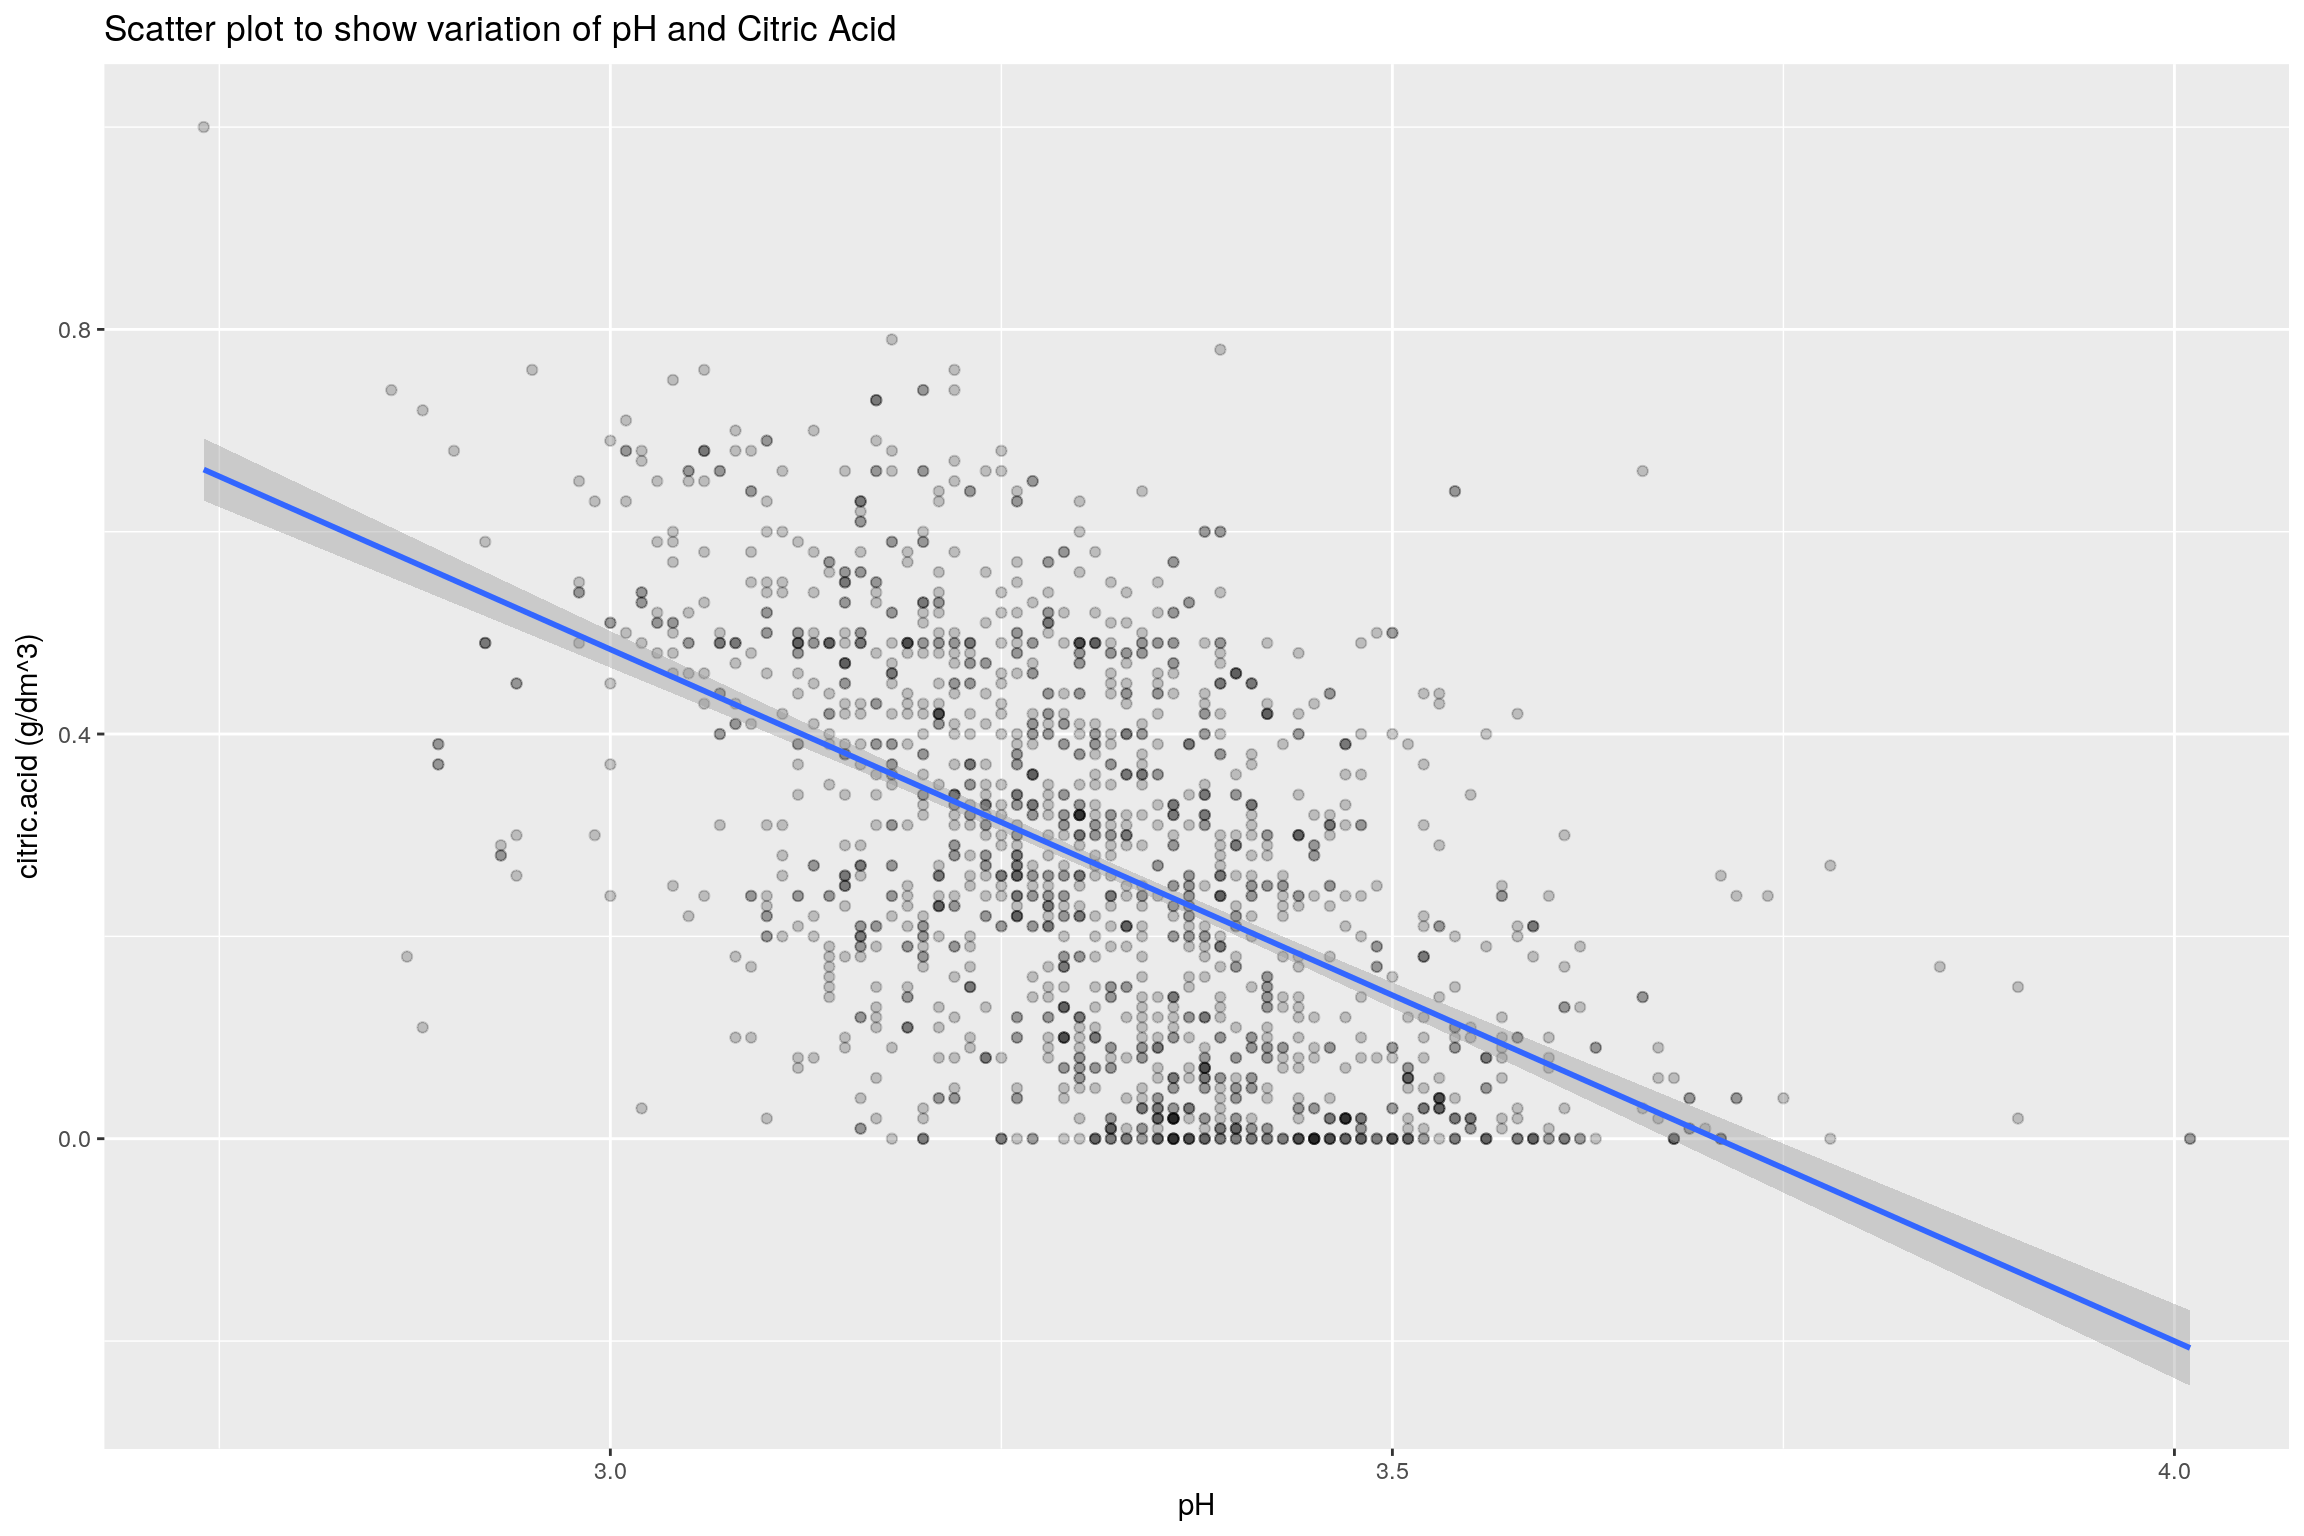 Scatter plot to show variation of pH and Citric Acid
0.8
0.4
0.0
citric.acid (g/dm^3)
3.0
3.5
4.0
pH